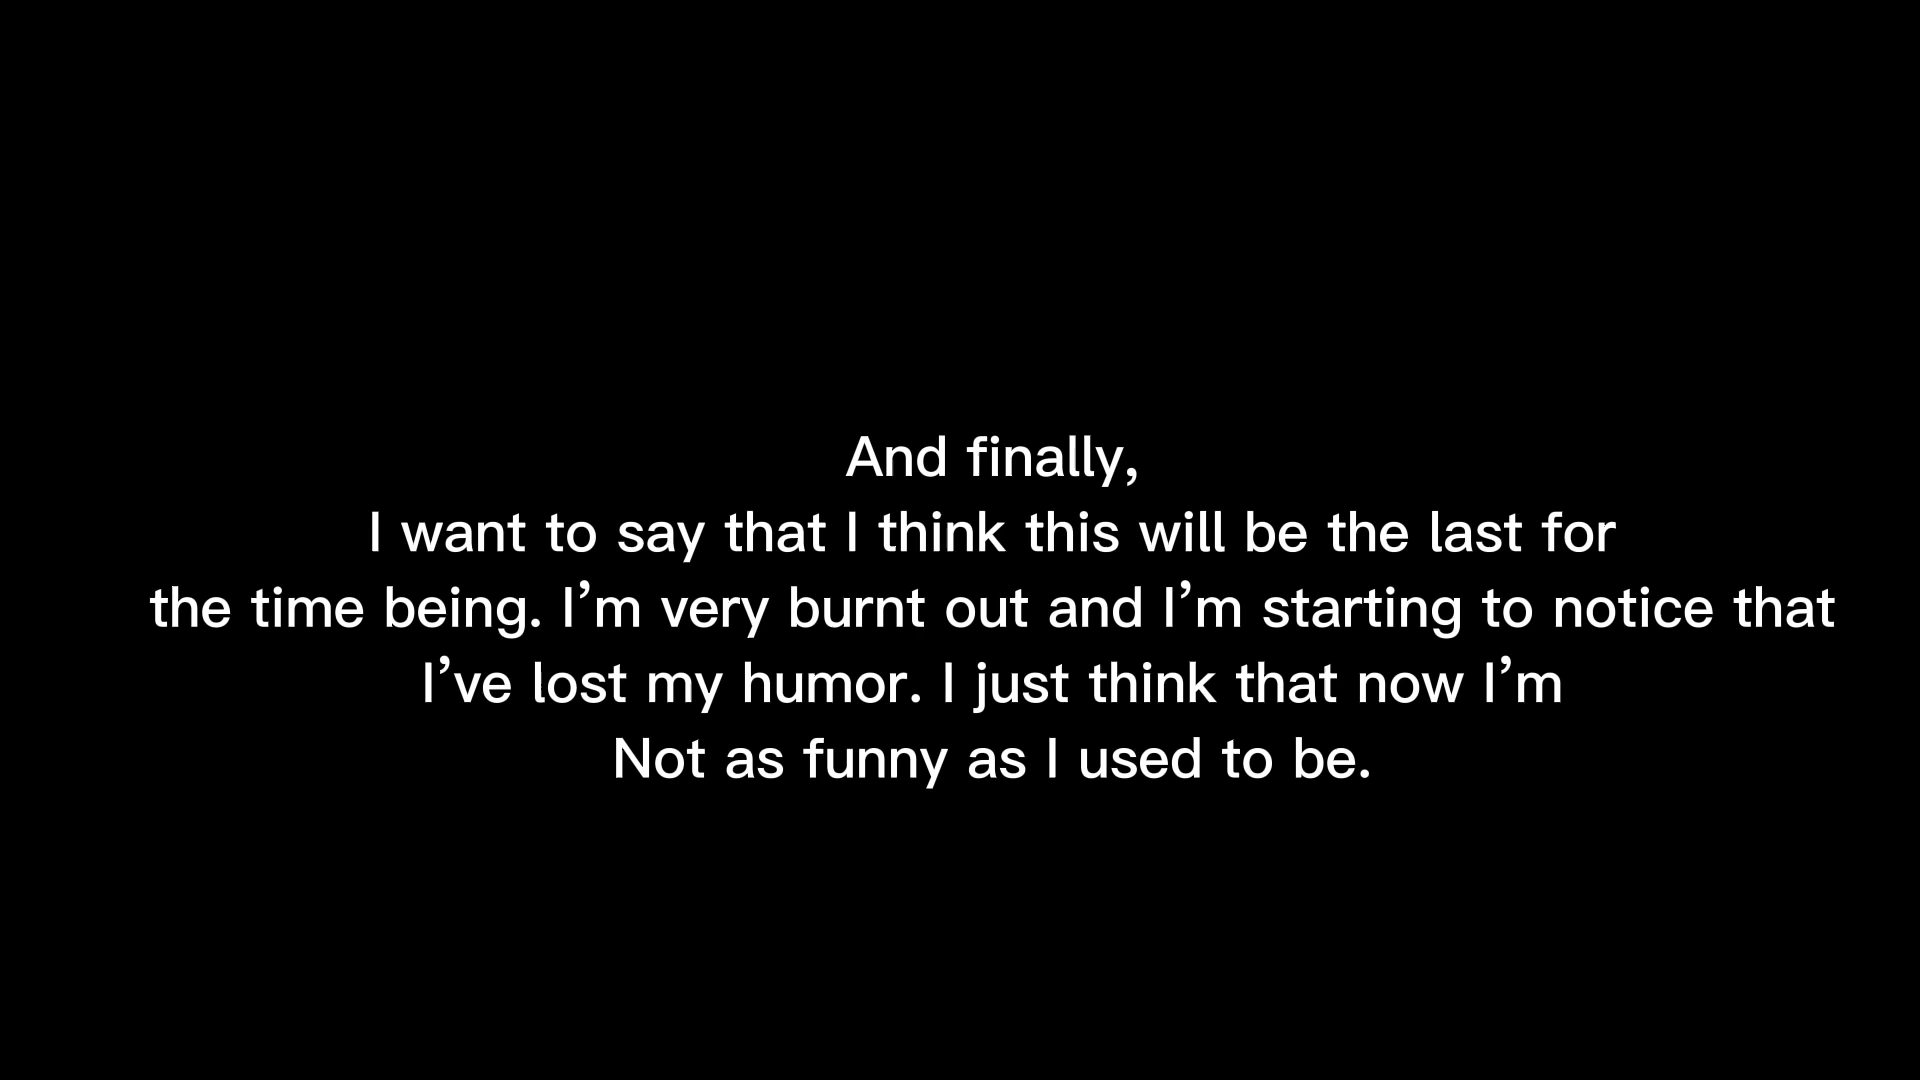 And finally,
I want to say that I think this will be the last for
the time being. I’m very burnt out and I’m starting to notice that
I’ve lost my humor. I just think that now I’m
Not as funny as I used to be.